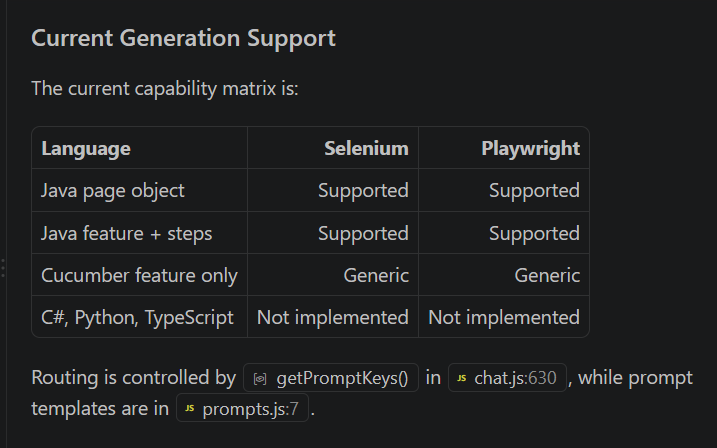 Current Generation Support
The current capability matrix is:
Language Selenium Playwright
Java page object Supported Supported
Java feature + steps Supported Supported
Cucumber feature only Generic Generic
C#, Python, TypeScript Not implemented Not implemented
Routing is controlled by getPromptKeys() in JS chat.js:630 , while prompt
templates are in JS prompts.js:7 .